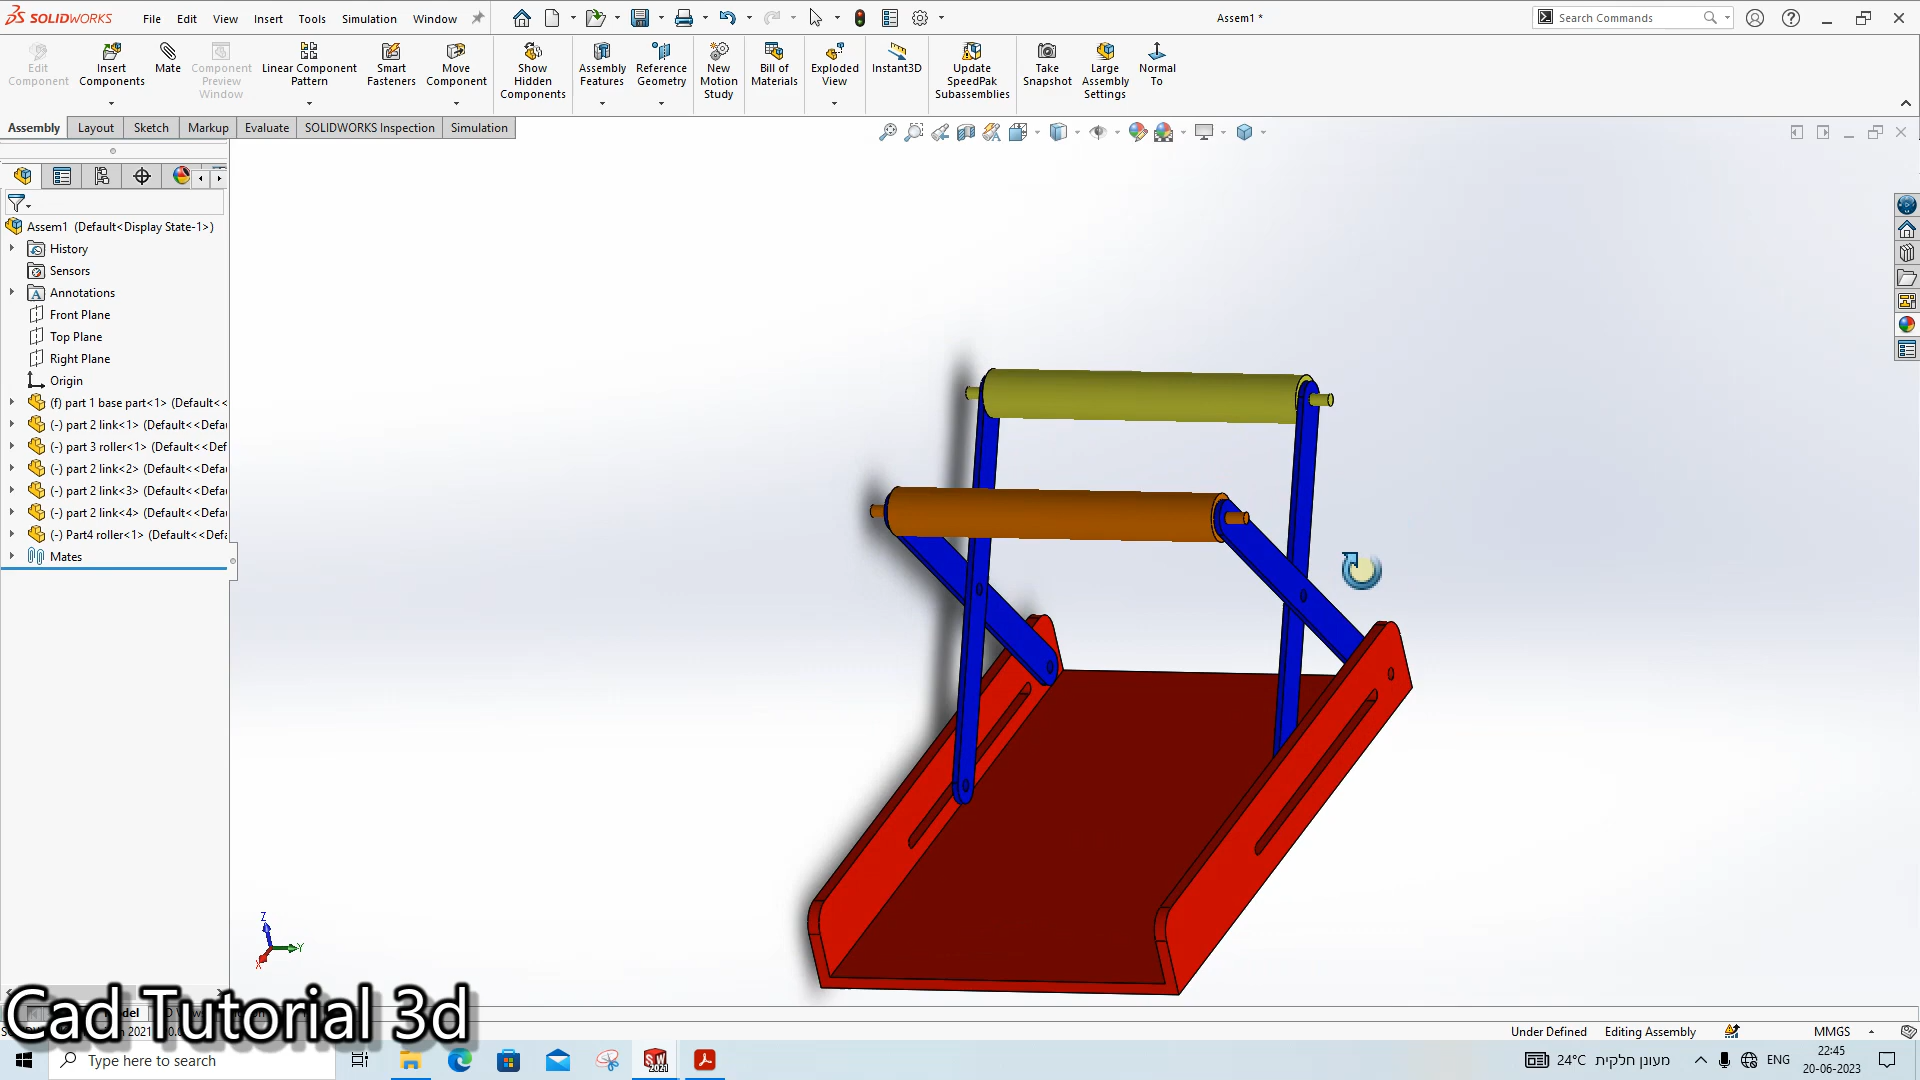 SOLIDWORKS File Edit View Insert Tools Simulation Window Assem1 * Search Commands
Edit Component
Insert Components
Mate
Component Preview Window
Linear Component Pattern
Smart Fasteners
Move Component
Show Hidden Components
Assembly Features
Reference Geometry
New Motion Study
Bill of Materials
Exploded View
Instant3D
Update SpeedPak Subassemblies
Take Snapshot
Large Assembly Settings
Normal To
Assembly Layout Sketch Markup Evaluate SOLIDWORKS Inspection Simulation
Assem1 (Default<Display State-1>)
History
Sensors
Annotations
Front Plane
Top Plane
Right Plane
Origin
(f) part 1 base part<1> (Default<<
(-) part 2 link<1> (Default<<Defau
(-) part 3 roller<1> (Default<<Def
(-) part 2 link<2> (Default<<Defau
(-) part 2 link<3> (Default<<Defau
(-) part 2 link<4> (Default<<Defau
(-) Part4 roller<1> (Default<<Defa
Mates
Z
Y
X
Cad Tutorial 3d
Under Defined Editing Assembly MMGS
Type here to search
SW 2021
24°C מעונן חלקית ENG
22:45
20-06-2023